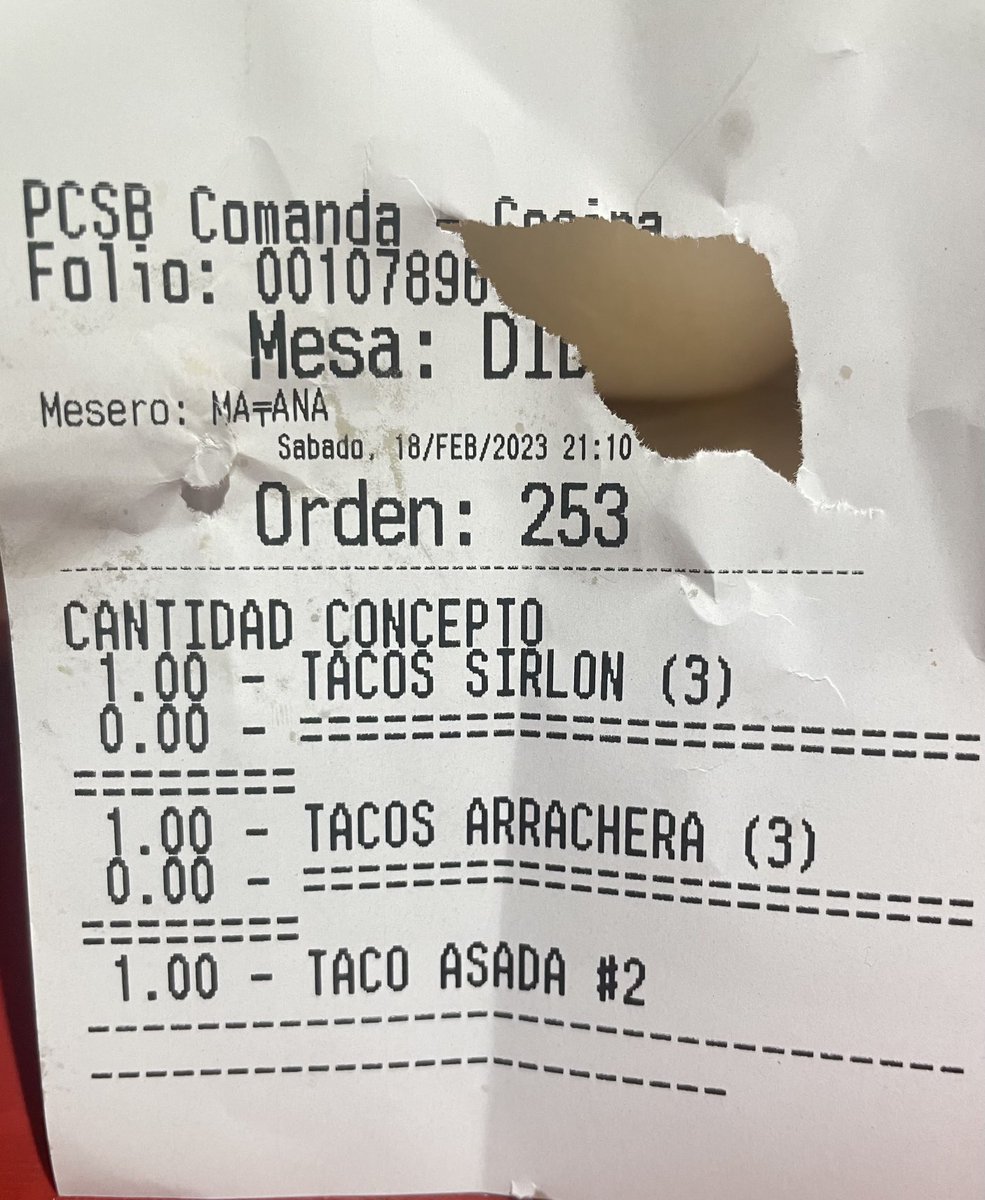 PCSB Comanda - Cocina
Folio: 00107896
Mesa:
Mesero: MA╤ANA
Sabado, 18/FEB/2023 21:10
Orden: 253
CANTIDAD CONCEPTO
1.00 - TACOS SIRLON (3)
0.00 - =========================
========
1.00 - TACOS ARRACHERA (3)
0.00 - =========================
========
1.00 - TACO ASADA #2